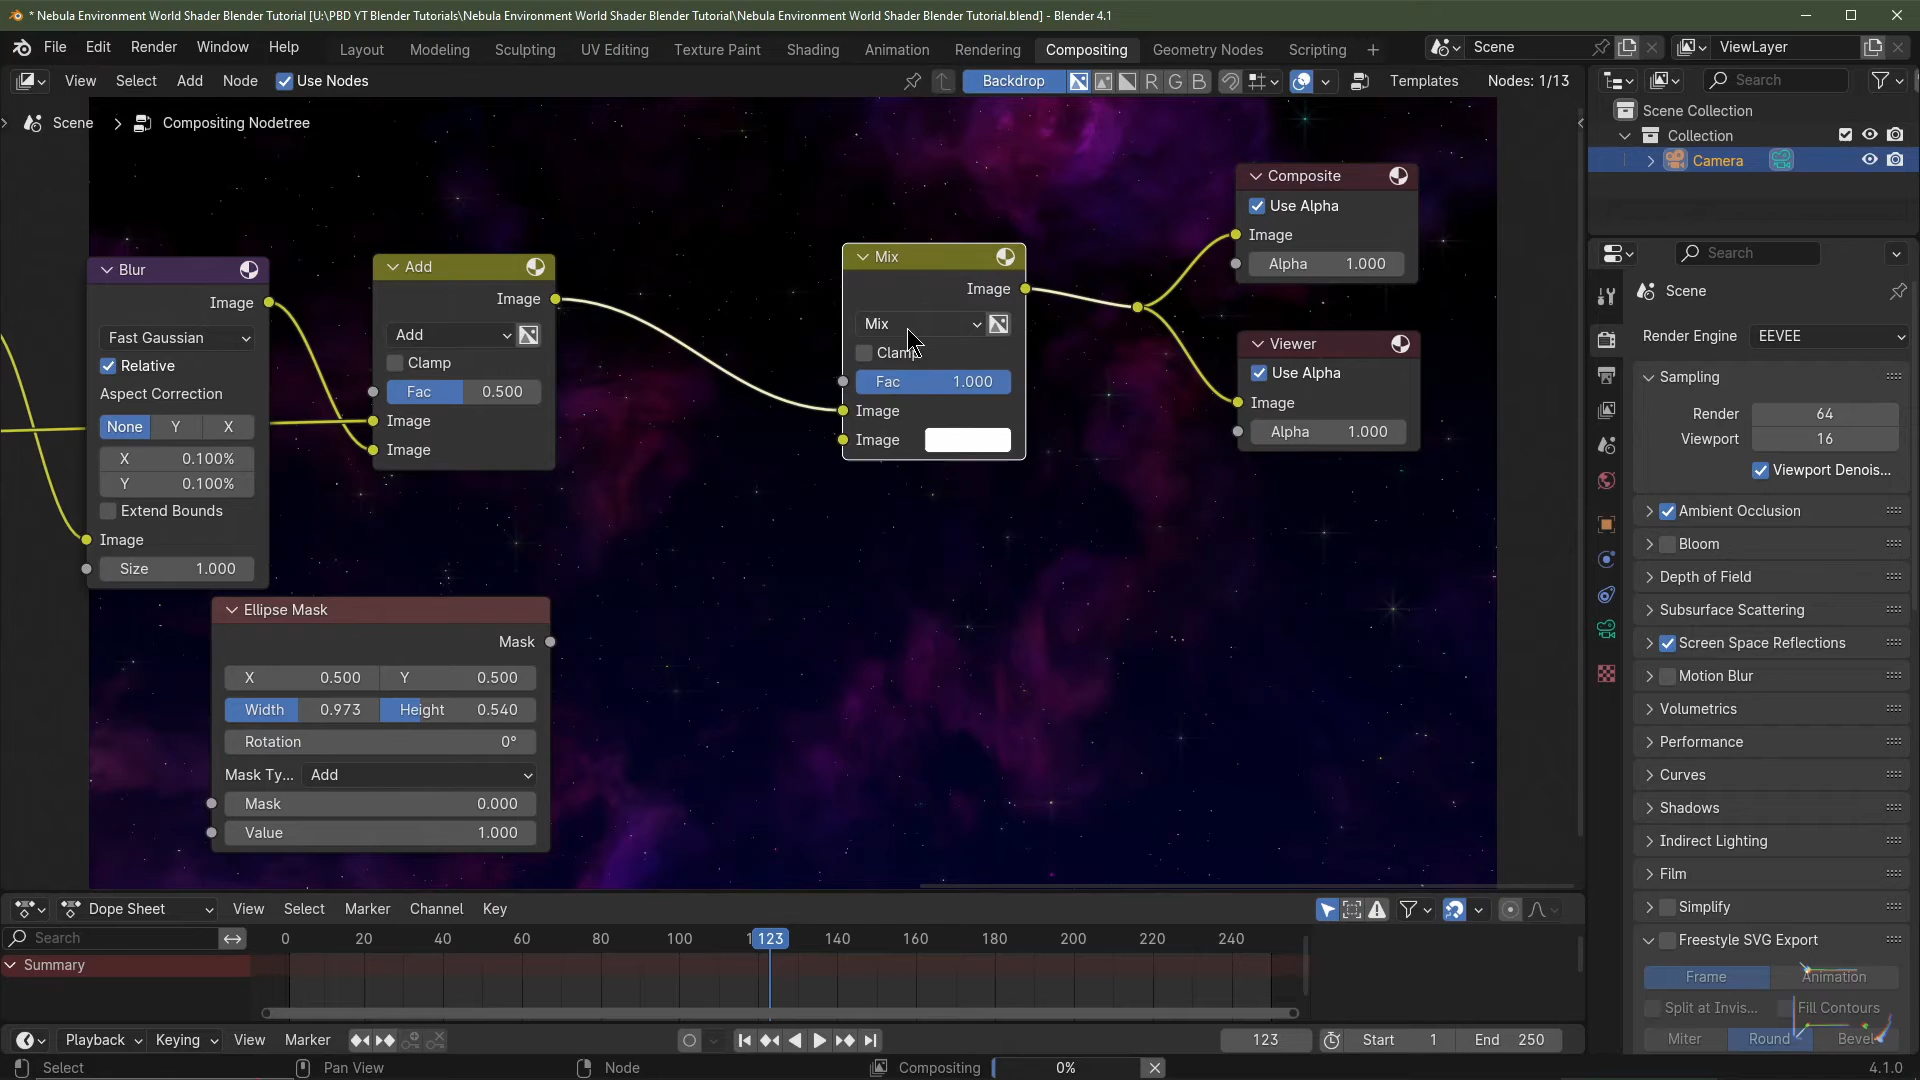 * Nebula Environment World Shader Blender Tutorial [U:\PBD YT Blender Tutorials\Nebula Environment World Shader Blender Tutorial\Nebula Environment World Shader Blender Tutorial.blend] - Blender 4.1
File Edit Render Window Help Layout Modeling Sculpting UV Editing Texture Paint Shading Animation Rendering Compositing Geometry Nodes Scripting + Scene ViewLayer
View Select Add Node Use Nodes Backdrop R G B Templates Nodes: 1/13 Search
Scene > Compositing Nodetree
Scene Collection
Collection
Camera
Blur
Image
Fast Gaussian
Relative
Aspect Correction
None Y X
X 0.100%
Y 0.100%
Extend Bounds
Image
Size 1.000
Add
Image
Add
Clamp
Fac 0.500
Image
Image
Mix
Image
Mix
Clamp
Fac 1.000
Image
Image
Composite
Use Alpha
Image
Alpha 1.000
Viewer
Use Alpha
Image
Alpha 1.000
Ellipse Mask
Mask
X 0.500 Y 0.500
Width 0.973 Height 0.540
Rotation 0°
Mask Ty... Add
Mask 0.000
Value 1.000
Search
Scene
Render Engine EEVEE
Sampling
Render 64
Viewport 16
Viewport Denois...
Ambient Occlusion
Bloom
Depth of Field
Subsurface Scattering
Screen Space Reflections
Motion Blur
Volumetrics
Performance
Curves
Shadows
Indirect Lighting
Film
Simplify
Freestyle SVG Export
Frame Animation
Split at Invis... Fill Contours
Miter Round Bevel
Dope Sheet View Select Marker Channel Key
Search 0 20 40 60 80 100 123 140 160 180 200 220 240
Summary
Playback Keying View Marker 123 Start 1 End 250
Select Pan View Node Compositing 0% 4.1.0